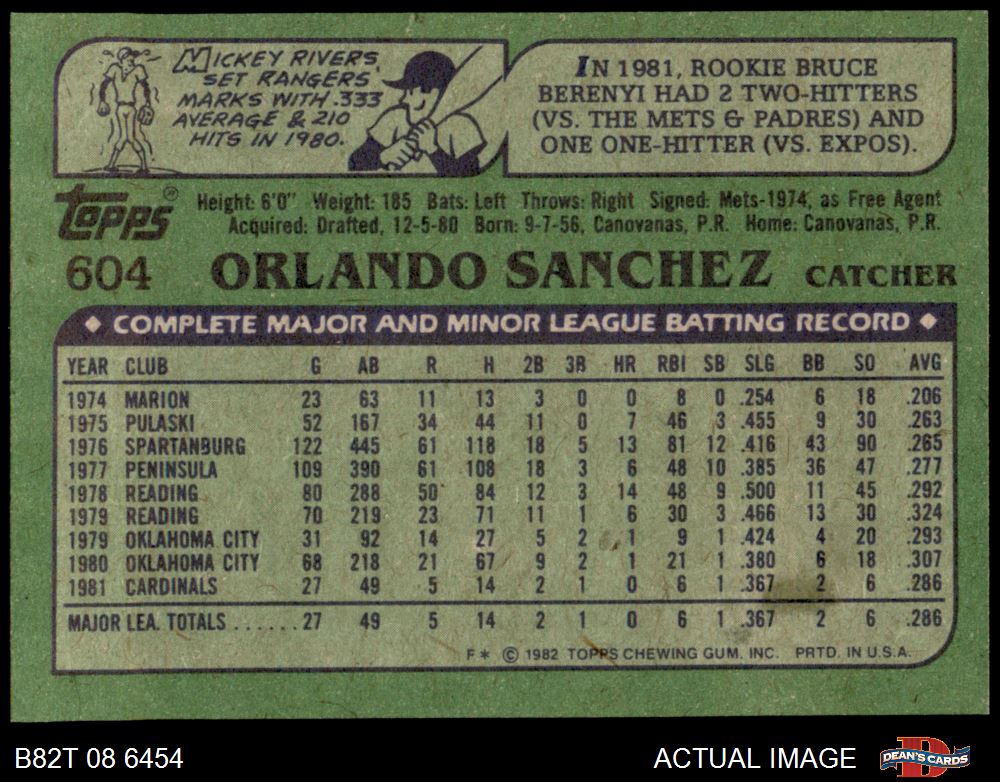 MICKEY RIVERS
SET RANGERS
MARKS WITH .333
AVERAGE & 210
HITS IN 1980.
IN 1981, ROOKIE BRUCE
BERENYI HAD 2 TWO-HITTERS
(VS. THE METS & PADRES) AND
ONE ONE-HITTER (VS. EXPOS).
TOPPS® Height: 6'0" Weight: 185 Bats: Left Throws: Right Signed: Mets-1974, as Free Agent
Acquired: Drafted, 12-5-80 Born: 9-7-56, Canovanas, P.R. Home: Canovanas, P.R.
604 ORLANDO SANCHEZ CATCHER
◆ COMPLETE MAJOR AND MINOR LEAGUE BATTING RECORD ◆
YEAR CLUB G AB R H 2B 3B HR RBI SB SLG BB SO AVG
1974 MARION 23 63 11 13 3 0 0 8 0 .254 6 18 .206
1975 PULASKI 52 167 34 44 11 0 7 46 3 .455 9 30 .263
1976 SPARTANBURG 122 445 61 118 18 5 13 81 12 .416 43 90 .265
1977 PENINSULA 109 390 61 108 18 3 6 48 10 .385 36 47 .277
1978 READING 80 288 50 84 12 3 14 48 9 .500 11 45 .292
1979 READING 70 219 23 71 11 1 6 30 3 .466 13 30 .324
1979 OKLAHOMA CITY 31 92 14 27 5 2 1 9 1 .424 4 20 .293
1980 OKLAHOMA CITY 68 218 21 67 9 2 1 21 1 .380 6 18 .307
1981 CARDINALS 27 49 5 14 2 1 0 6 1 .367 2 6 .286
MAJOR LEA. TOTALS ...... 27 49 5 14 2 1 0 6 1 .367 2 6 .286
F* © 1982 TOPPS CHEWING GUM, INC. PRTD. IN U.S.A.
B82T 08 6454 ACTUAL IMAGE DEAN'S CARDS